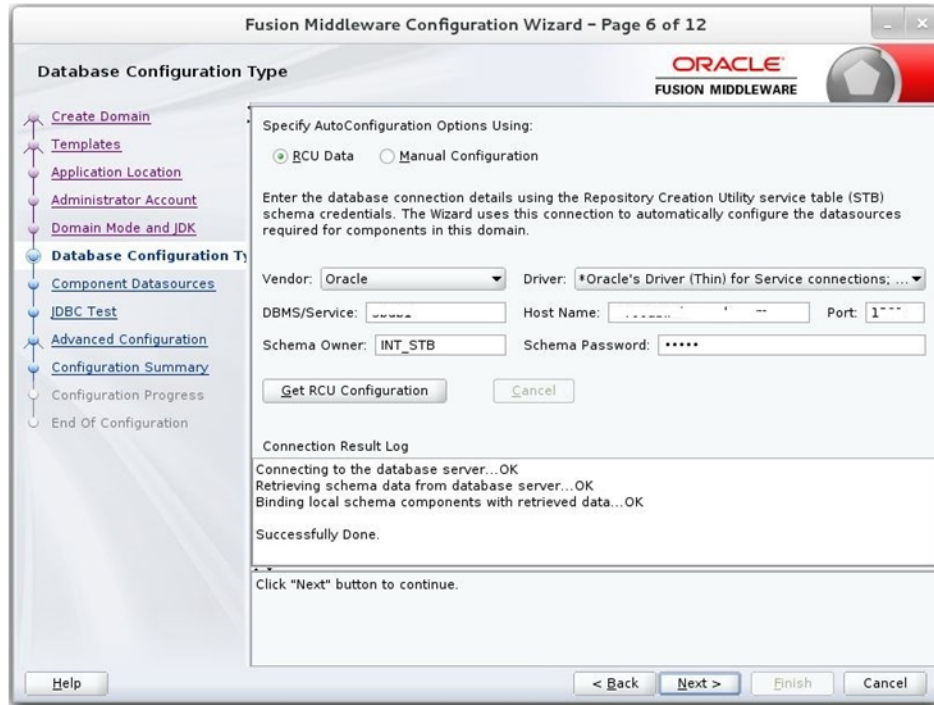 Fusion Middleware Configuration Wizard – Page 6 of 12
Database Configuration Type
ORACLE
FUSION MIDDLEWARE
Create Domain
Templates
Application Location
Administrator Account
Domain Mode and JDK
Database Configuration Ty
Component Datasources
JDBC Test
Advanced Configuration
Configuration Summary
Configuration Progress
End Of Configuration
Specify AutoConfiguration Options Using:
RCU Data Manual Configuration
Enter the database connection details using the Repository Creation Utility service table (STB)
schema credentials. The Wizard uses this connection to automatically configure the datasources
required for components in this domain.
Vendor: Oracle Driver: *Oracle's Driver (Thin) for Service connections; ...
DBMS/Service: Host Name: Port:
Schema Owner: INT_STB Schema Password: •••••
Get RCU Configuration Cancel
Connection Result Log
Connecting to the database server...OK
Retrieving schema data from database server...OK
Binding local schema components with retrieved data...OK
Successfully Done.
Click "Next" button to continue.
Help < Back Next > Finish Cancel